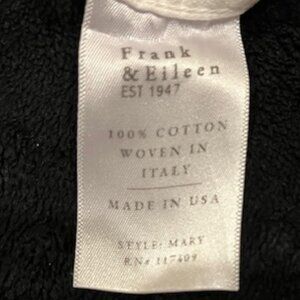 Frank
& Eileen
EST 1947
100% COTTON
WOVEN IN
ITALY
MADE IN USA
STYLE: MARY
RN# 117409